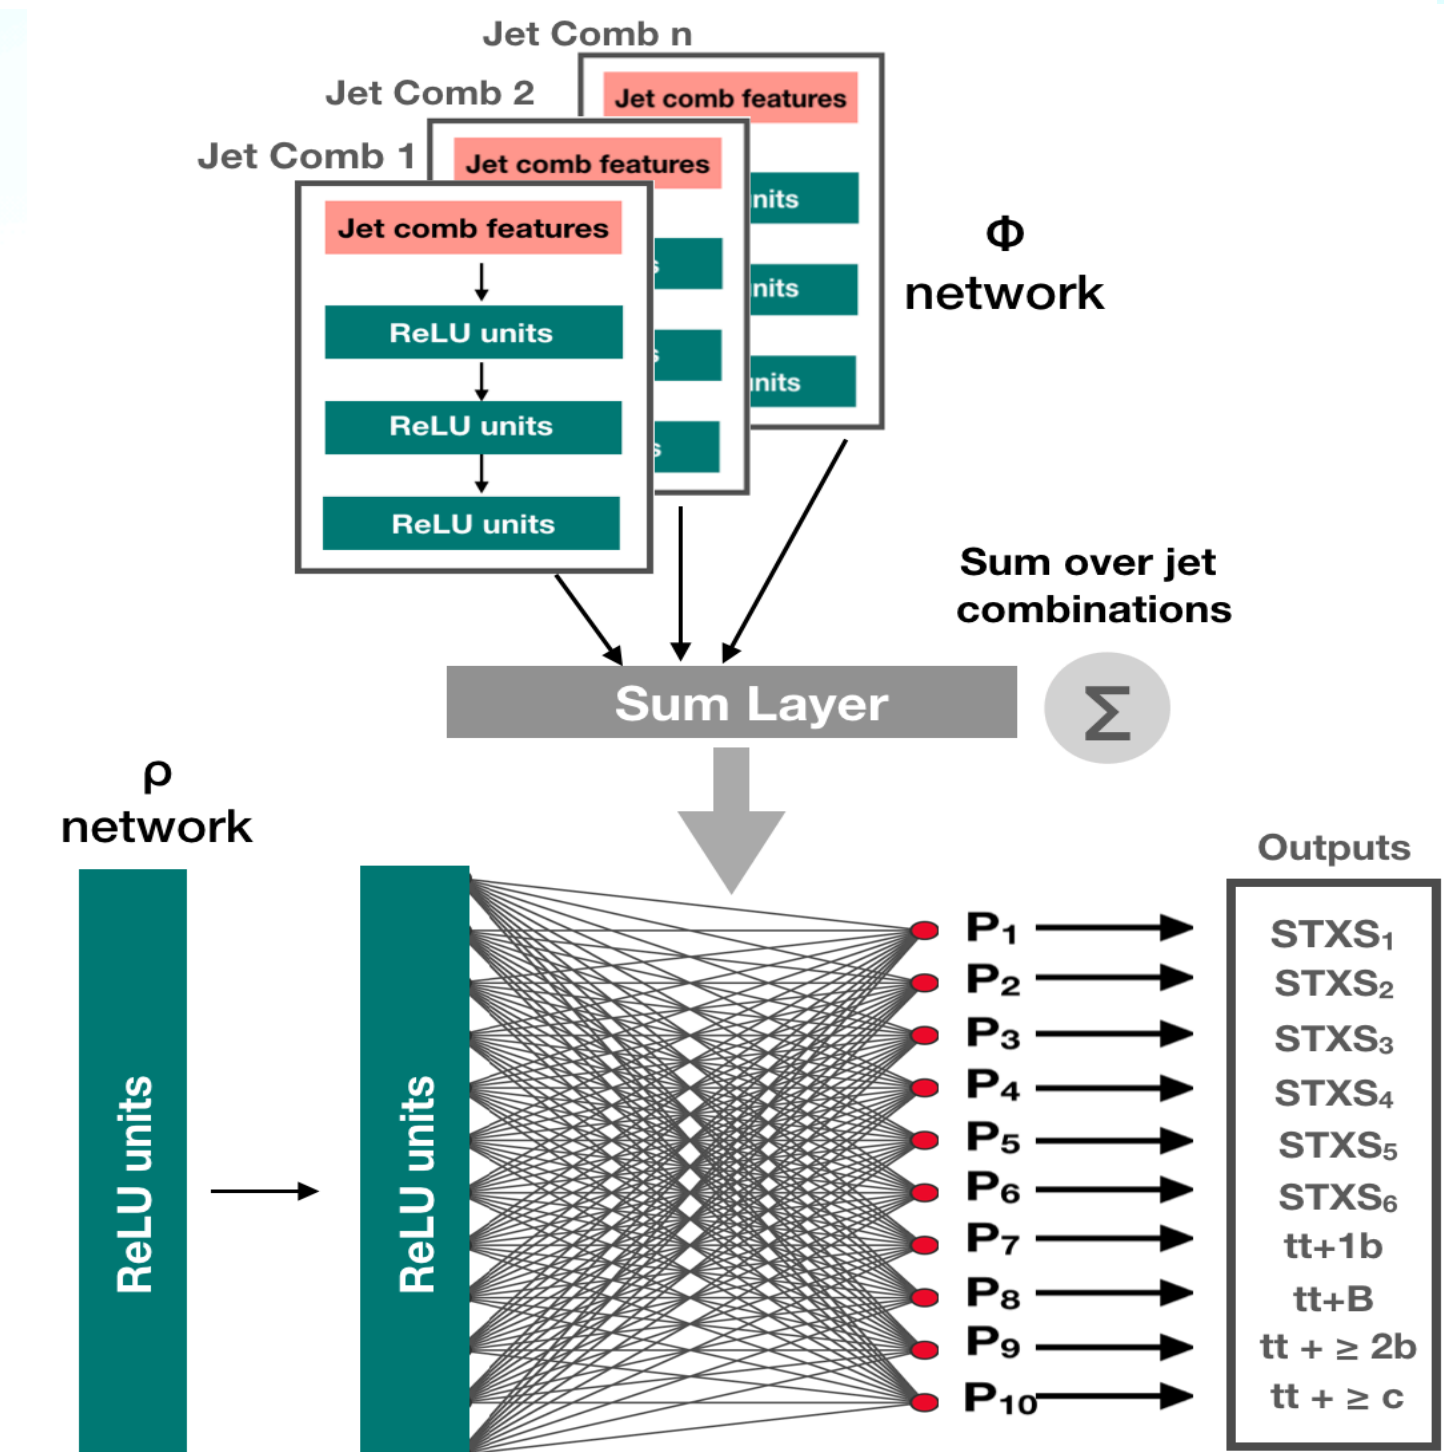 Jet Comb n
Jet Comb 2
Jet Comb 1
Jet comb features
Jet comb features
Jet comb features
ReLU units
ReLU units
ReLU units
Φ
network
Sum over jet
combinations
Sum Layer
Σ
ρ
network
ReLU units
ReLU units
Outputs
P₁
STXS₁
P₂
STXS₂
P₃
STXS₃
P₄
STXS₄
P₅
STXS₅
P₆
STXS₆
P₇
tt+1b
P₈
tt+B
P₉
tt + ≥ 2b
P₁₀
tt + ≥ c